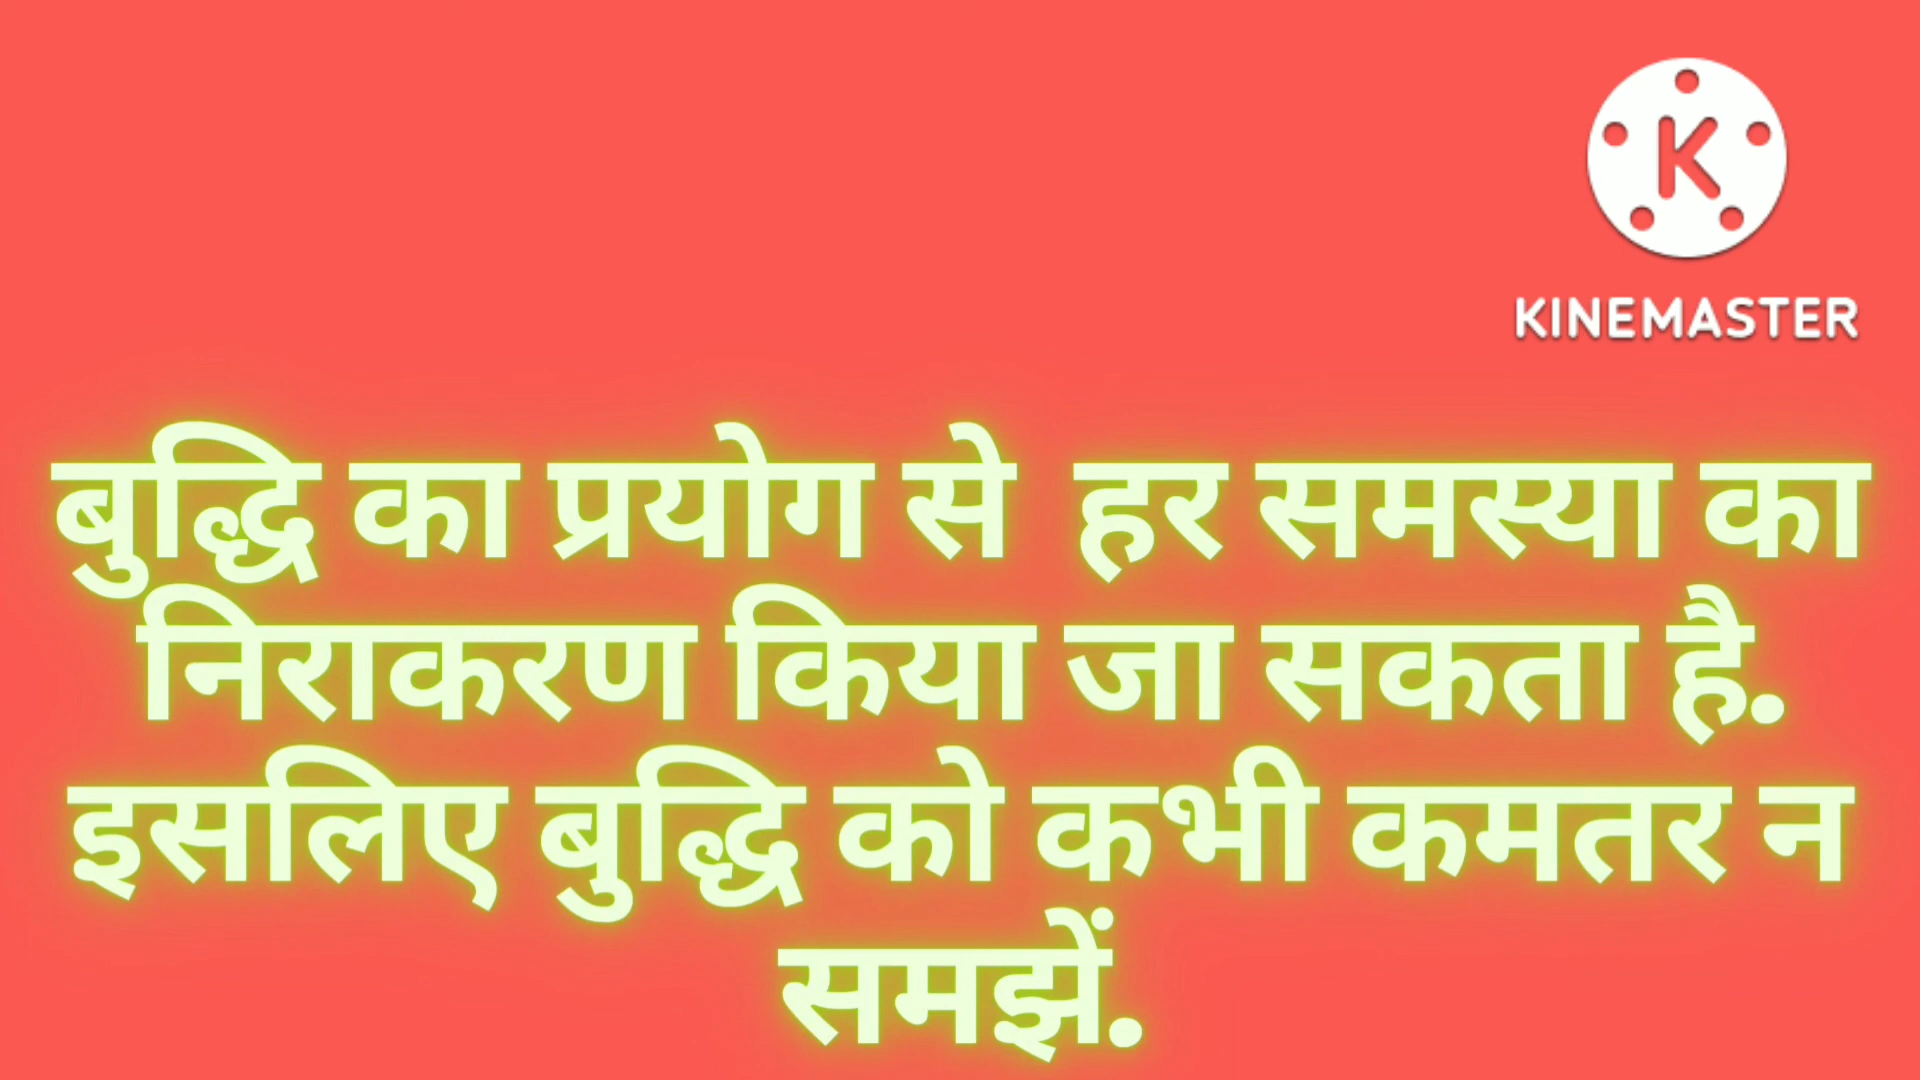 KINEMASTER
बुद्धि का प्रयोग से हर समस्या का
निराकरण किया जा सकता है.
इसलिए बुद्धि को कभी कमतर न
समझें.